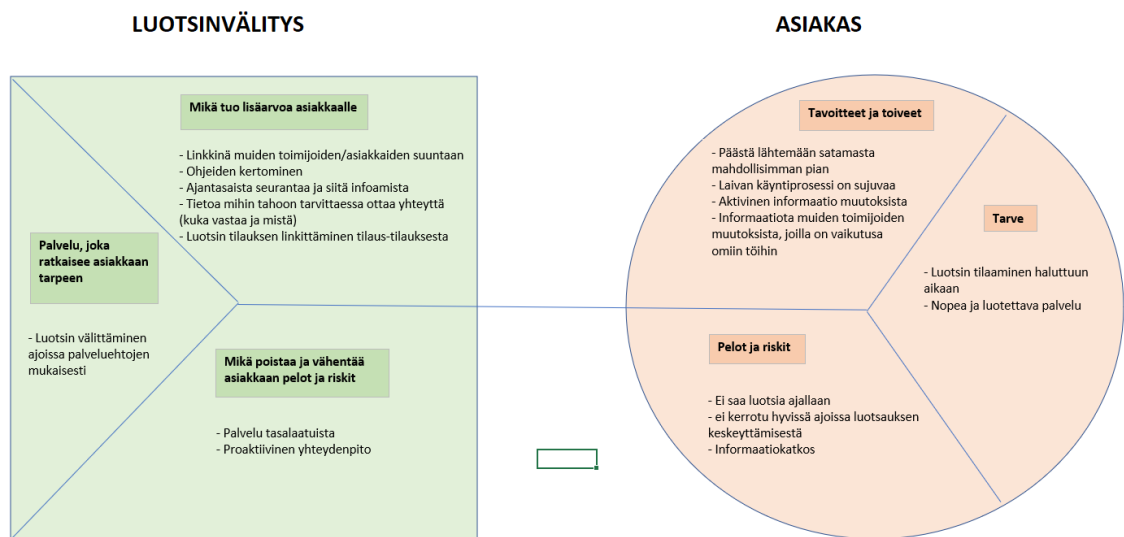 LUOTSINVÄLITYS
Mikä tuo lisäarvoa asiakkaalle
- Linkkinä muiden toimijoiden/asiakkaiden suuntaan
- Ohjeiden kertominen
- Ajantasaista seurantaa ja siitä infoamista
- Tietoa mihin tahoon tarvittaessa ottaa yhteyttä
(kuka vastaa ja mistä)
- Luotsin tilauksen linkittäminen tilaus-tilauksesta
Palvelu, joka
ratkaisee asiakkaan
tarpeen
- Luotsin välittäminen
ajoissa palveluehtojen
mukaisesti
Mikä poistaa ja vähentää
asiakkaan pelot ja riskit
- Palvelu tasalaatuista
- Proaktiivinen yhteydenpito
ASIAKAS
Tavoitteet ja toiveet
- Päästä lähtemään satamasta
mahdollisimman pian
- Laivan käyntiprosessi on sujuvaa
- Aktivinen informaatio muutoksista
- Informaatiota muiden toimijoiden
muutoksista, joilla on vaikutusa
omiin töihin
Tarve
- Luotsin tilaaminen haluttuun
aikaan
- Nopea ja luotettava palvelu
Pelot ja riskit
- Ei saa luotsia ajallaan
- ei kerrotu hyvissä ajoissa luotsauksen
keskeyttämisestä
- Informaatiokatkos